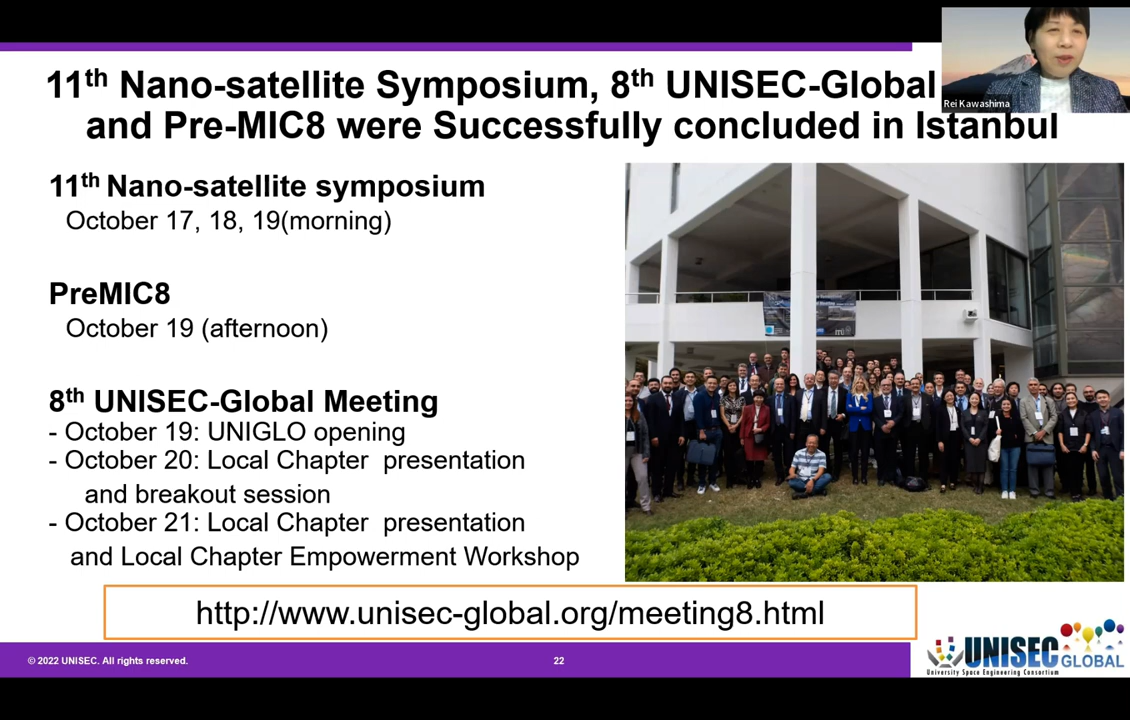 11th Nano-satellite Symposium, 8th UNISEC-Global
and Pre-MIC8 were Successfully concluded in Istanbul
Rei Kawashima
11th Nano-satellite symposium
October 17, 18, 19(morning)
PreMIC8
October 19 (afternoon)
8th UNISEC-Global Meeting
- October 19: UNIGLO opening
- October 20: Local Chapter presentation
and breakout session
- October 21: Local Chapter presentation
and Local Chapter Empowerment Workshop
http://www.unisec-global.org/meeting8.html
© 2022 UNISEC. All rights reserved.
22
UNISEC GLOBAL
University Space Engineering Consortium